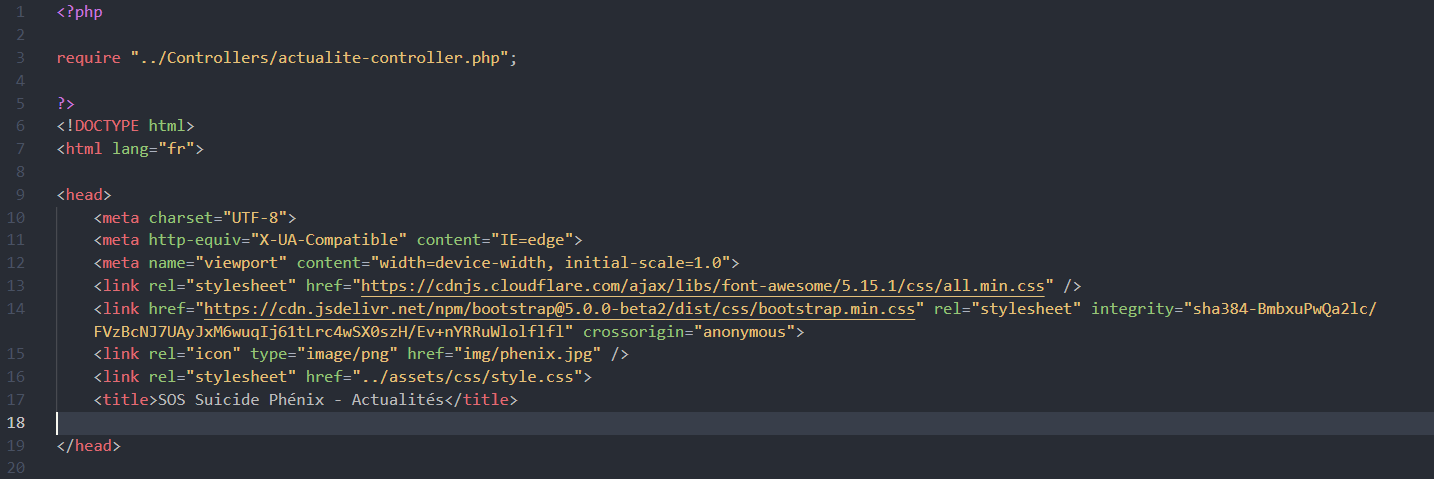 1 <?php
2
3 require "../Controllers/actualite-controller.php";
4
5 ?>
6 <!DOCTYPE html>
7 <html lang="fr">
8
9 <head>
10 <meta charset="UTF-8">
11 <meta http-equiv="X-UA-Compatible" content="IE=edge">
12 <meta name="viewport" content="width=device-width, initial-scale=1.0">
13 <link rel="stylesheet" href="https://cdnjs.cloudflare.com/ajax/libs/font-awesome/5.15.1/css/all.min.css" />
14 <link href="https://cdn.jsdelivr.net/npm/bootstrap@5.0.0-beta2/dist/css/bootstrap.min.css" rel="stylesheet" integrity="sha384-BmbxuPwQa2lc/
FVzBcNJ7UAyJxM6wuqIj61tLrc4wSX0szH/Ev+nYRRuWlolflfl" crossorigin="anonymous">
15 <link rel="icon" type="image/png" href="img/phenix.jpg" />
16 <link rel="stylesheet" href="../assets/css/style.css">
17 <title>SOS Suicide Phénix - Actualités</title>
18
19 </head>
20